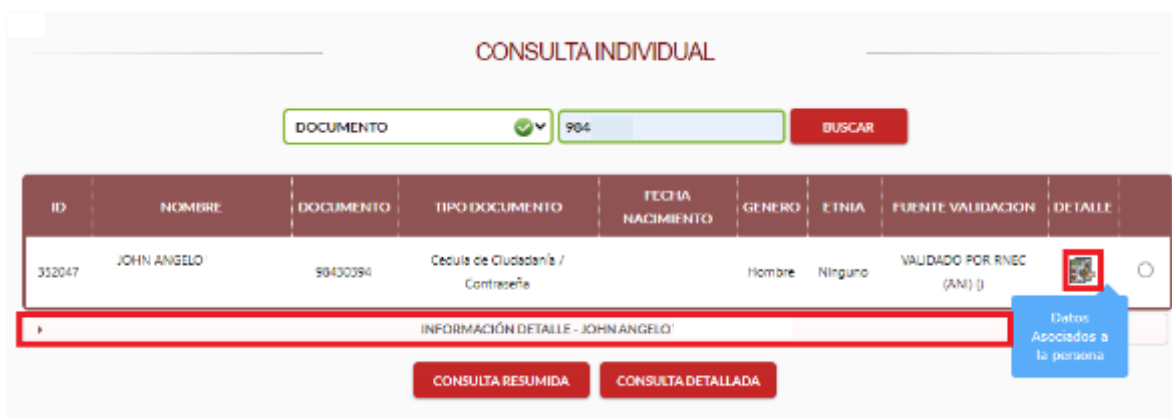 CONSULTA INDIVIDUAL
DOCUMENTO 984 BUSCAR
ID NOMBRE DOCUMENTO TIPO DOCUMENTO FECHA NACIMIENTO GENERO ETNIA FUENTE VALIDACION DETALLE
352047 JOHN ANGELO 98430394 Cedula de Ciudadanía / Contraseña Hombre Ninguno VALIDADO POR RNEC (ANI) ()
INFORMACIÓN DETALLE - JOHN ANGELO
Datos
Asociados a
la persona
CONSULTA RESUMIDA CONSULTA DETALLADA